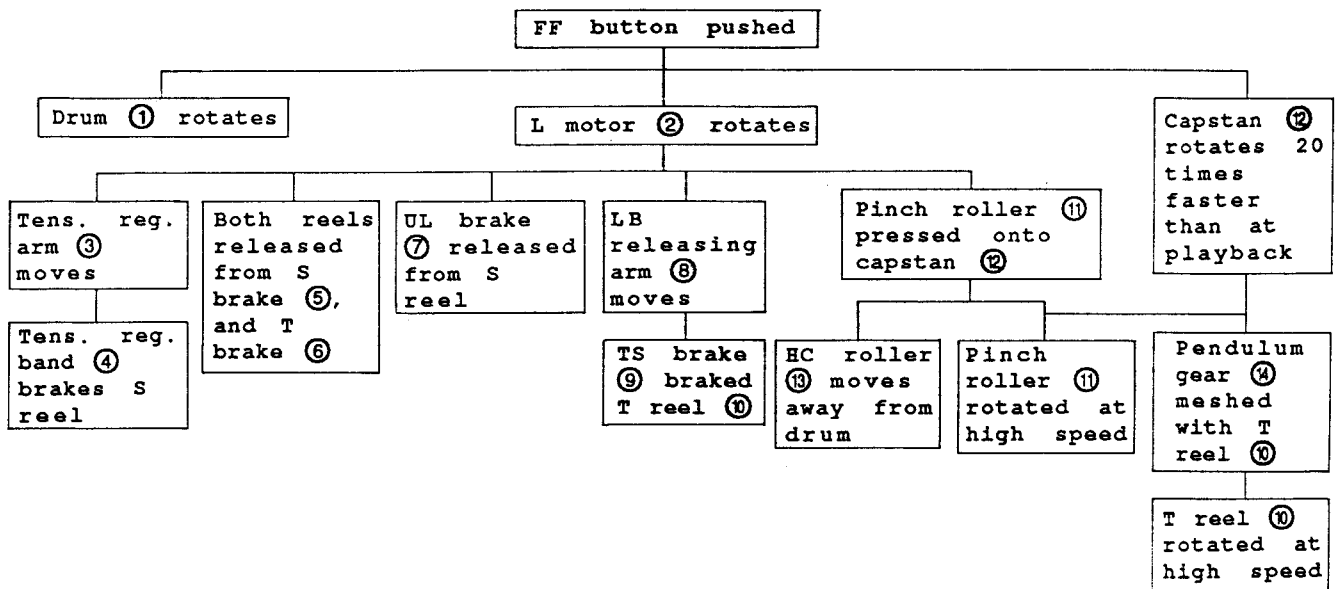 FF button pushed
Drum ① rotates
L motor ② rotates
Capstan ⑫
rotates 20
times
faster
than at
playback
Tens. reg.
arm ③
moves
Both reels
released
from S
brake ⑤,
and T
brake ⑥
UL brake
⑦ released
from S
reel
LB
releasing
arm ⑧
moves
Pinch roller ⑪
pressed onto
capstan ⑫
Tens. reg.
band ④
brakes S
reel
TS brake
⑨ braked
T reel ⑩
HC roller
⑬ moves
away from
drum
Pinch
roller ⑪
rotated at
high speed
Pendulum
gear ⑭
meshed
with T
reel ⑩
T reel ⑩
rotated at
high speed